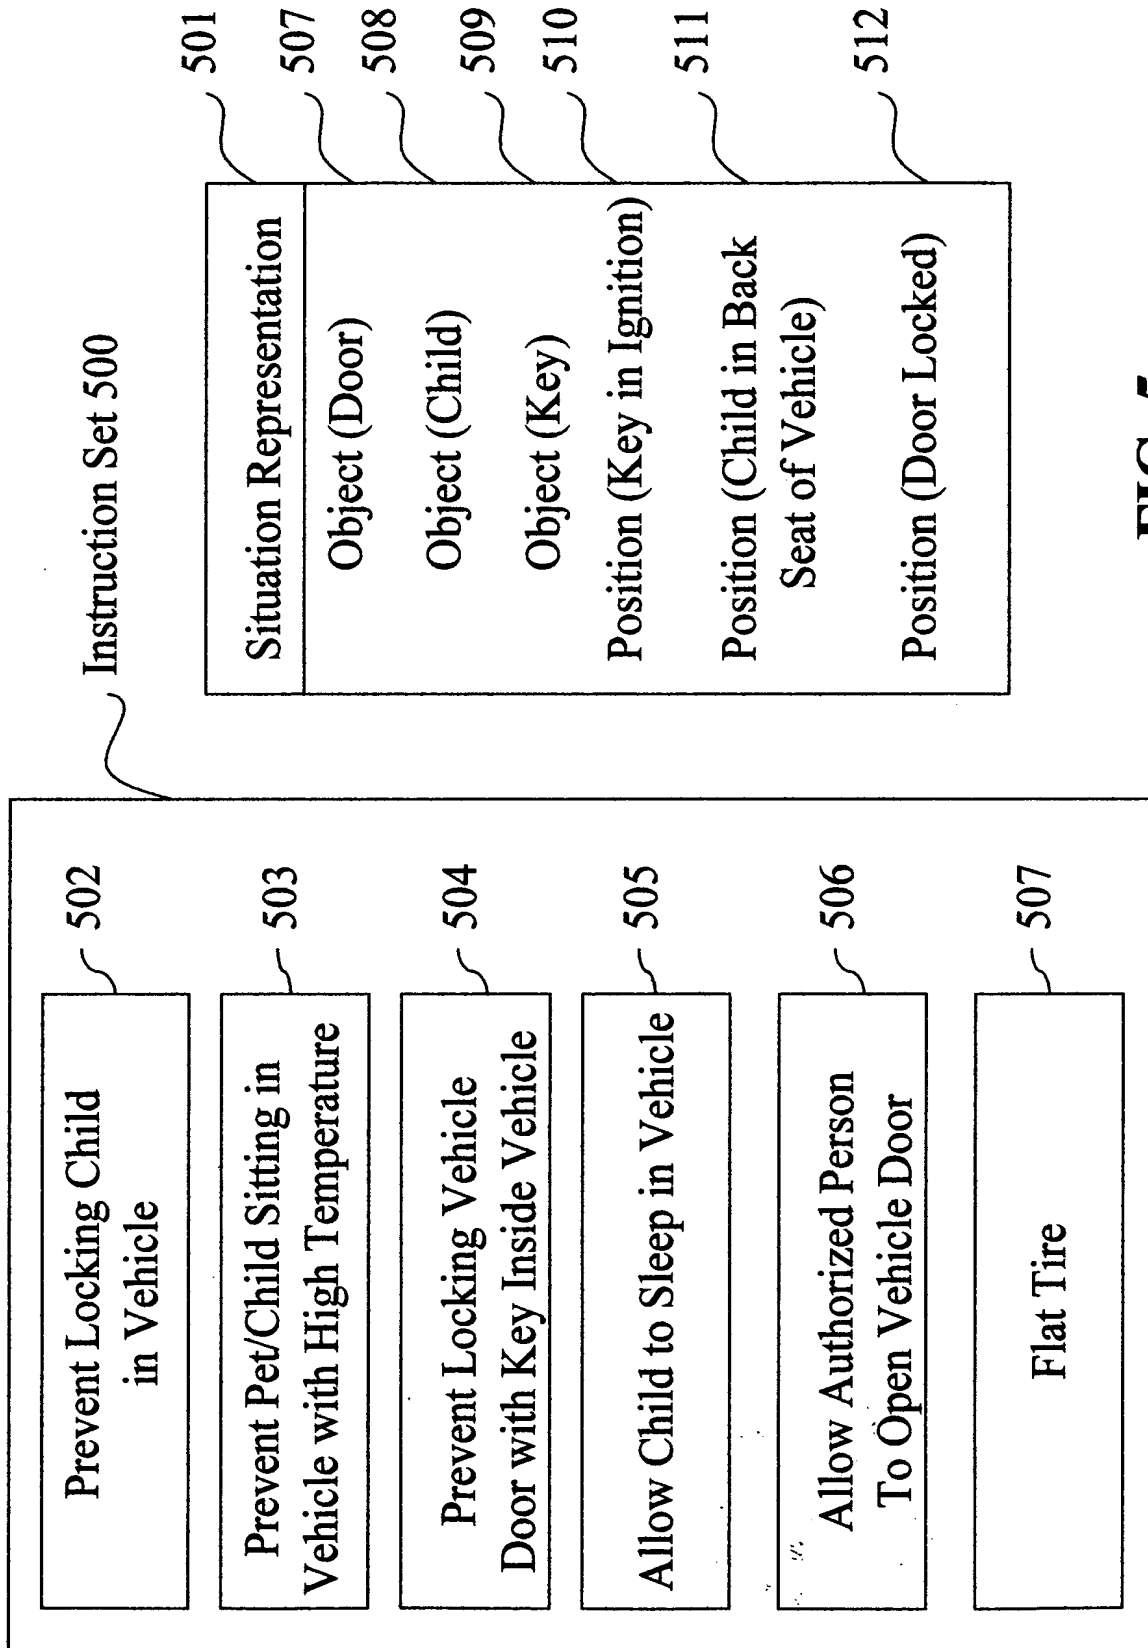 Instruction Set 500
Prevent Locking Child
in Vehicle
502
Prevent Pet/Child Sitting in
Vehicle with High Temperature
503
Prevent Locking Vehicle
Door with Key Inside Vehicle
504
Allow Child to Sleep in Vehicle
505
Allow Authorized Person
To Open Vehicle Door
506
Flat Tire
507
Situation Representation
501
Object (Door)
507
Object (Child)
508
Object (Key)
509
Position (Key in Ignition)
510
Position (Child in Back
Seat of Vehicle)
511
Position (Door Locked)
512
FIG. 5